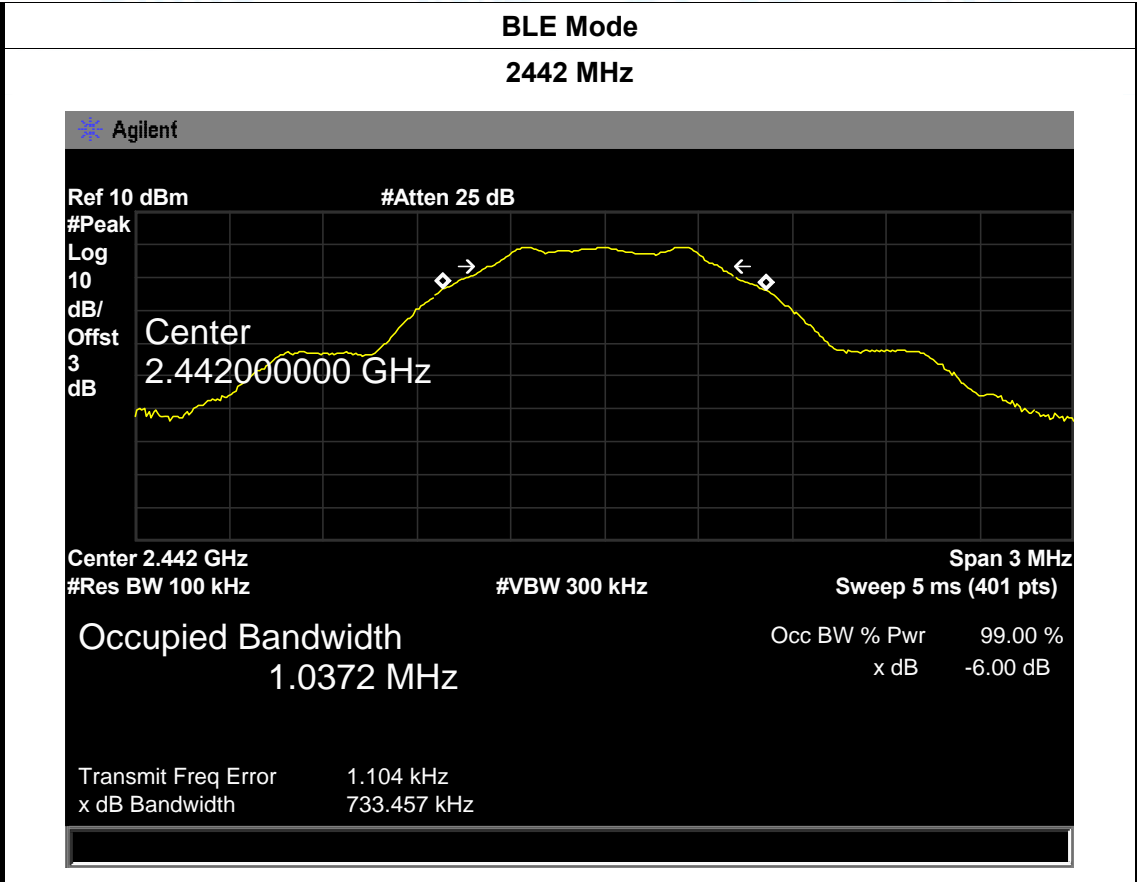 BLE Mode
2442 MHz
Agilent
Ref 10 dBm #Atten 25 dB
#Peak
Log
10
dB/
Offst
3
dB
Center
2.442000000 GHz
Center 2.442 GHz Span 3 MHz
#Res BW 100 kHz #VBW 300 kHz Sweep 5 ms (401 pts)
Occupied Bandwidth
1.0372 MHz
Occ BW % Pwr 99.00 %
x dB -6.00 dB
Transmit Freq Error 1.104 kHz
x dB Bandwidth 733.457 kHz